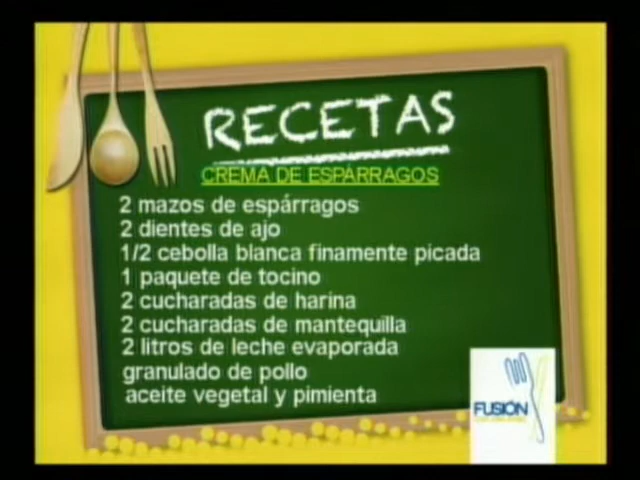 RECETAS
CREMA DE ESPÁRRAGOS
2 mazos de espárragos
2 dientes de ajo
1/2 cebolla blanca finamente picada
1 paquete de tocino
2 cucharadas de harina
2 cucharadas de mantequilla
2 litros de leche evaporada
granulado de pollo
aceite vegetal y pimienta
FUSIÓN